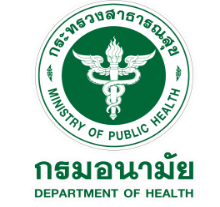 กระทรวงสาธารณสุข
MINISTRY OF PUBLIC HEALTH
กรมอนามัย
DEPARTMENT OF HEALTH